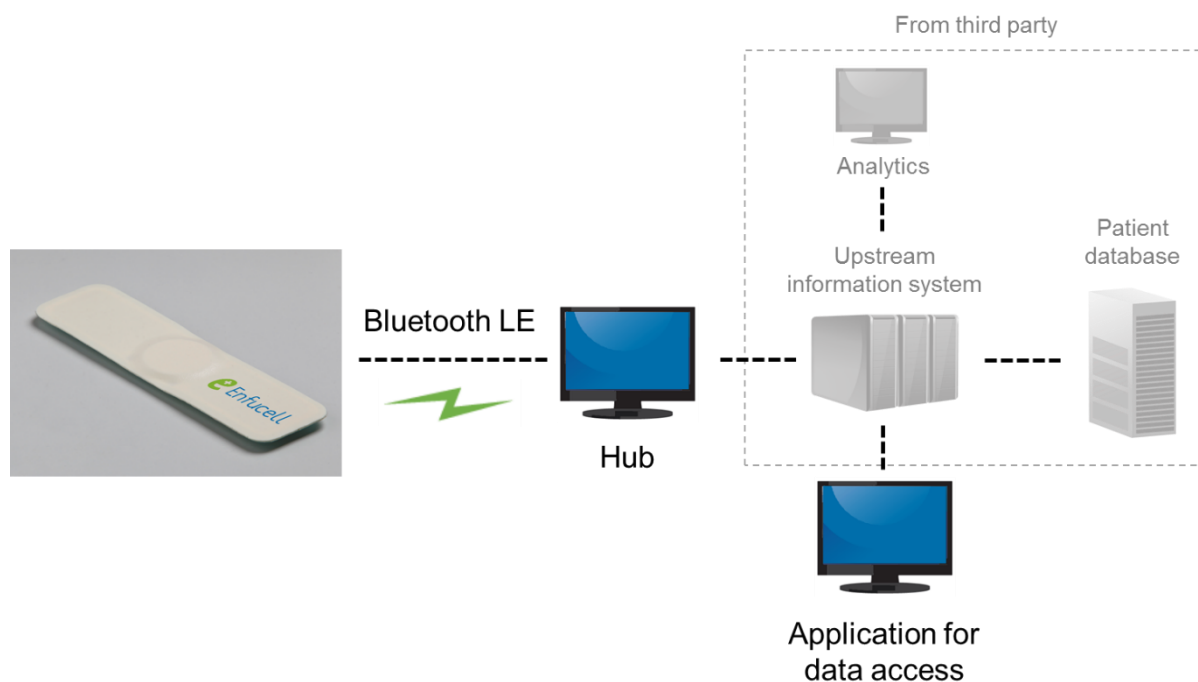 From third party
Analytics
Upstream
information system
Patient
database
Bluetooth LE
e Enfucell
Hub
Application for
data access